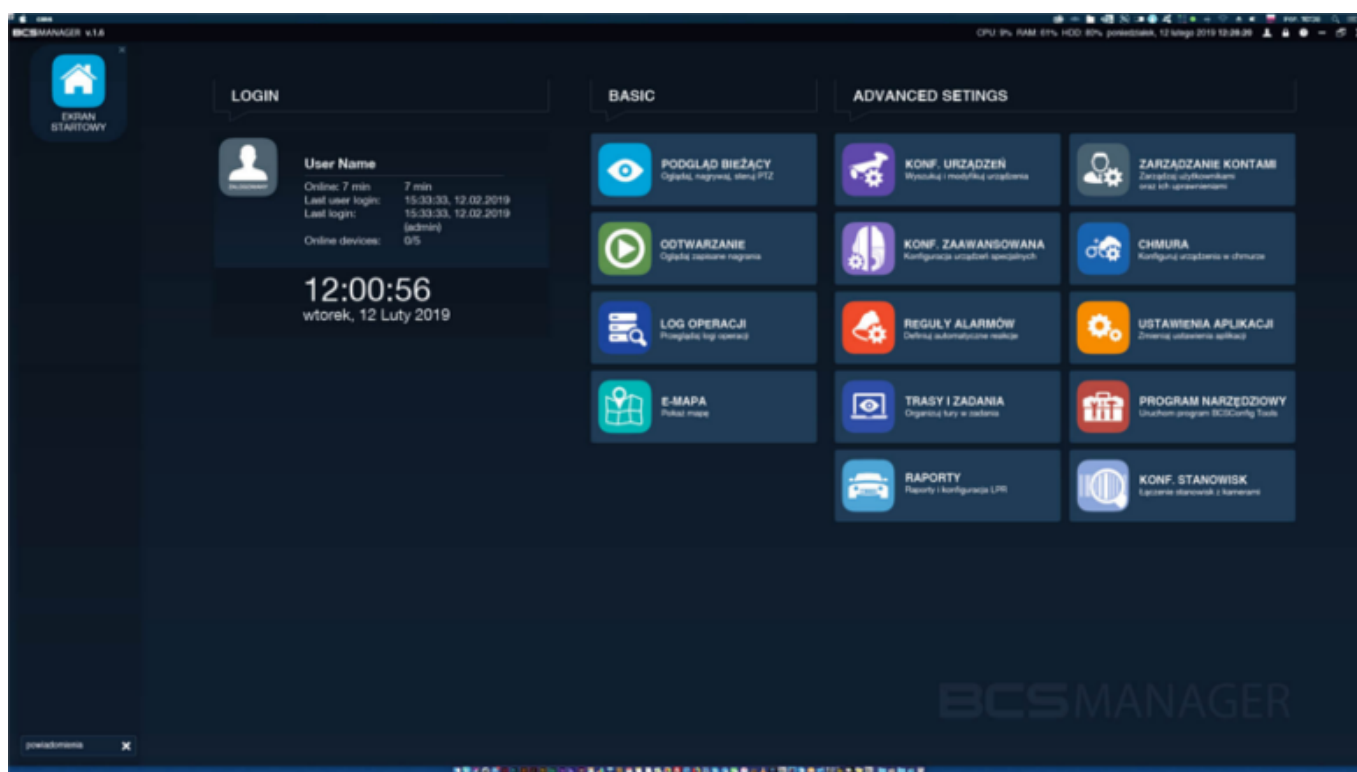 CMS
BCSMANAGER v.1.6
CPU: 9% RAM: 61% HDD: 80% poniedziałek, 12 lutego 2019
EKRAN
STARTOWY
LOGIN
User Name
Online: 7 min 7 min
Last user login: 15:33:33, 12.02.2019
Last login: 15:33:33, 12.02.2019
(admin)
Online devices: 0/5
12:00:56
wtorek, 12 Luty 2019
BASIC
PODGLĄD BIEŻĄCY
Oglądaj, nagrywaj, steruj PTZ
ODTWARZANIE
Oglądaj zapisane nagrania
LOG OPERACJI
Przeglądaj logi operacji
E-MAPA
Pokaż mapę
ADVANCED SETINGS
KONF. URZĄDZEŃ
Wyszukaj i modyfikuj urządzenia
ZARZĄDZANIE KONTAMI
Zarządzaj użytkownikami
oraz ich uprawnieniami
KONF. ZAAWANSOWANA
Konfiguracja urządzeń specjalnych
CHMURA
Konfiguruj urządzenia w chmurze
REGUŁY ALARMÓW
Definiuj automatyczne reakcje
USTAWIENIA APLIKACJI
Zmieniaj ustawienia aplikacji
TRASY I ZADANIA
Organizuj tury w zadania
PROGRAM NARZĘDZIOWY
Uruchom program BCSConfig Tools
RAPORTY
Raporty i konfiguracja LPR
KONF. STANOWISK
Łączenie stanowisk z kamerami
BCSMANAGER
powiadomienia